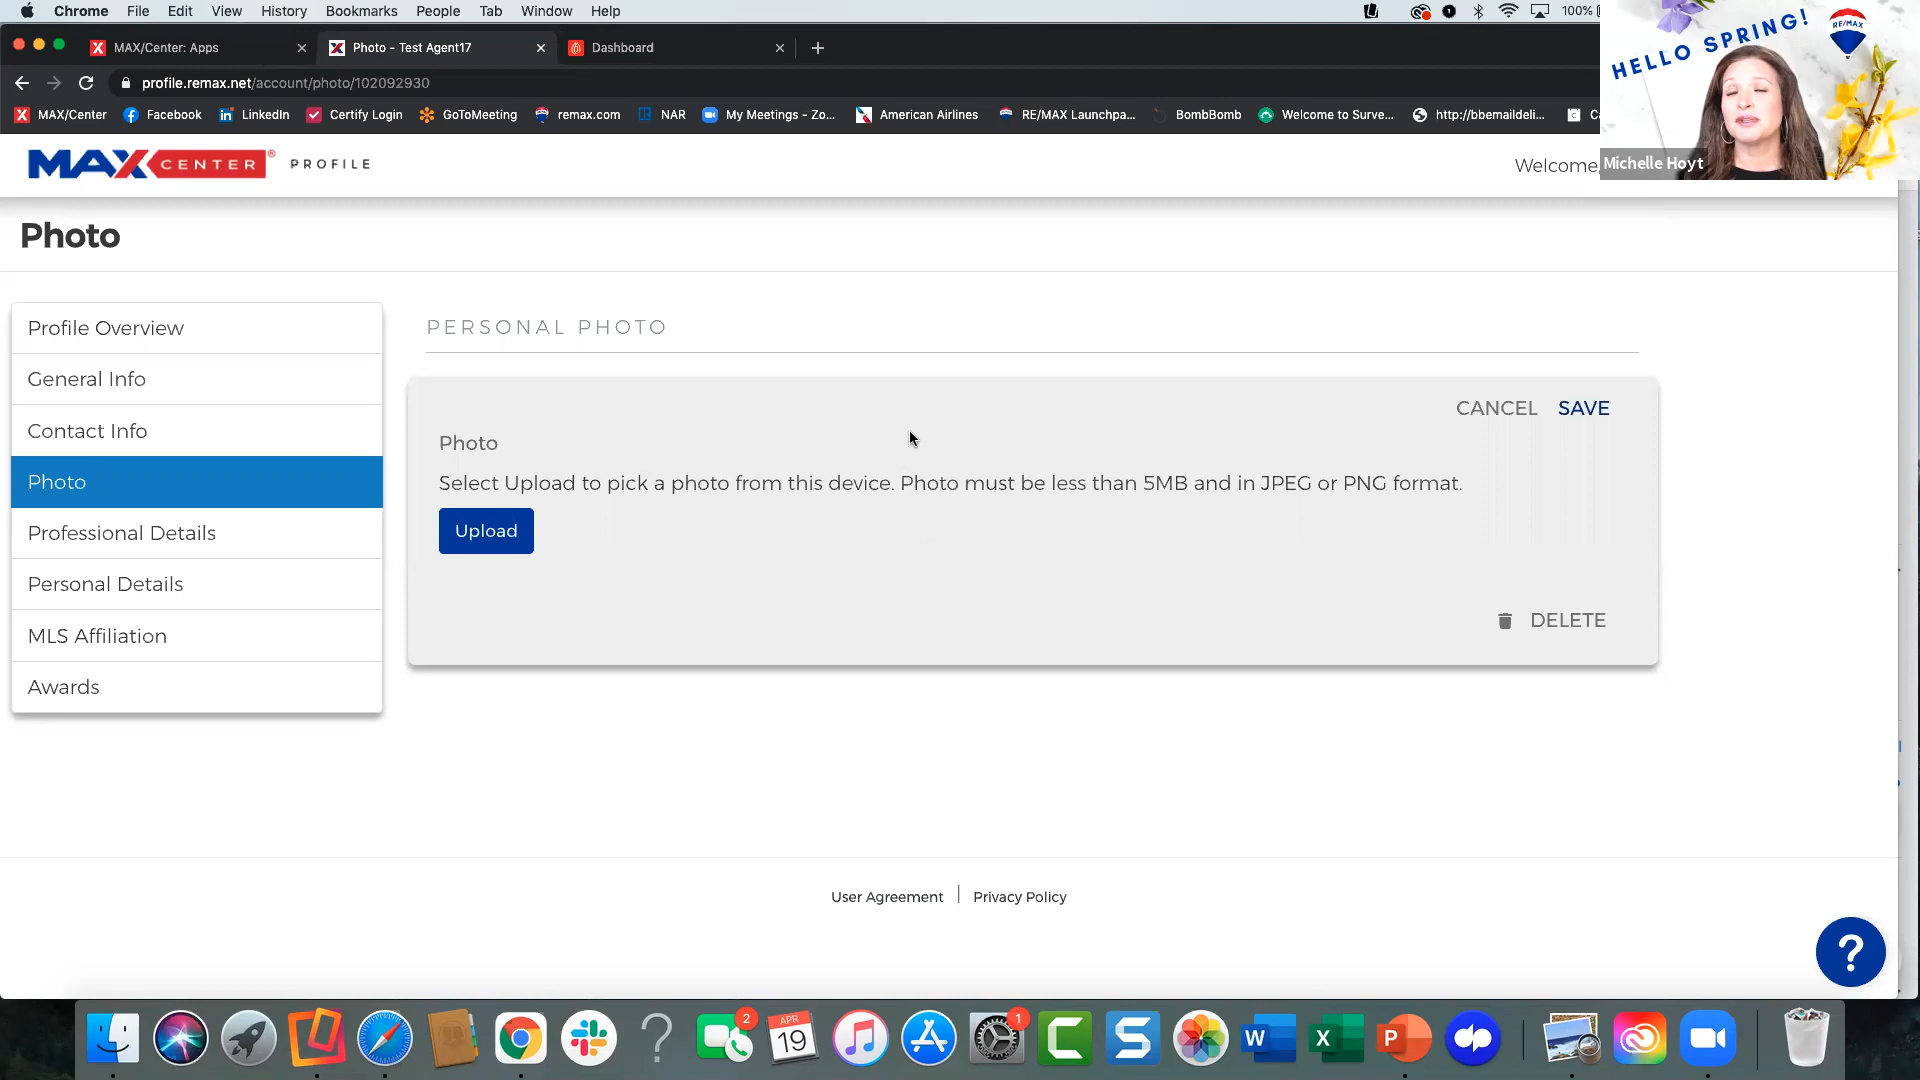 Chrome File Edit View History Bookmarks People Tab Window Help 100%
MAX/Center: Apps Photo - Test Agent17 Dashboard
profile.remax.net/account/photo/102092930
MAX/Center Facebook LinkedIn Certify Login GoToMeeting remax.com NAR My Meetings - Zo... American Airlines RE/MAX Launchpa... BombBomb Welcome to Surve... http://bbemaildeli...
HELLO SPRING!
RE/MAX
Michelle Hoyt
MAX CENTER® PROFILE
Welcome,
Photo
Profile Overview
General Info
Contact Info
Photo
Professional Details
Personal Details
MLS Affiliation
Awards
PERSONAL PHOTO
CANCEL SAVE
Photo
Select Upload to pick a photo from this device. Photo must be less than 5MB and in JPEG or PNG format.
Upload
DELETE
User Agreement | Privacy Policy
?
2
APR
19
1